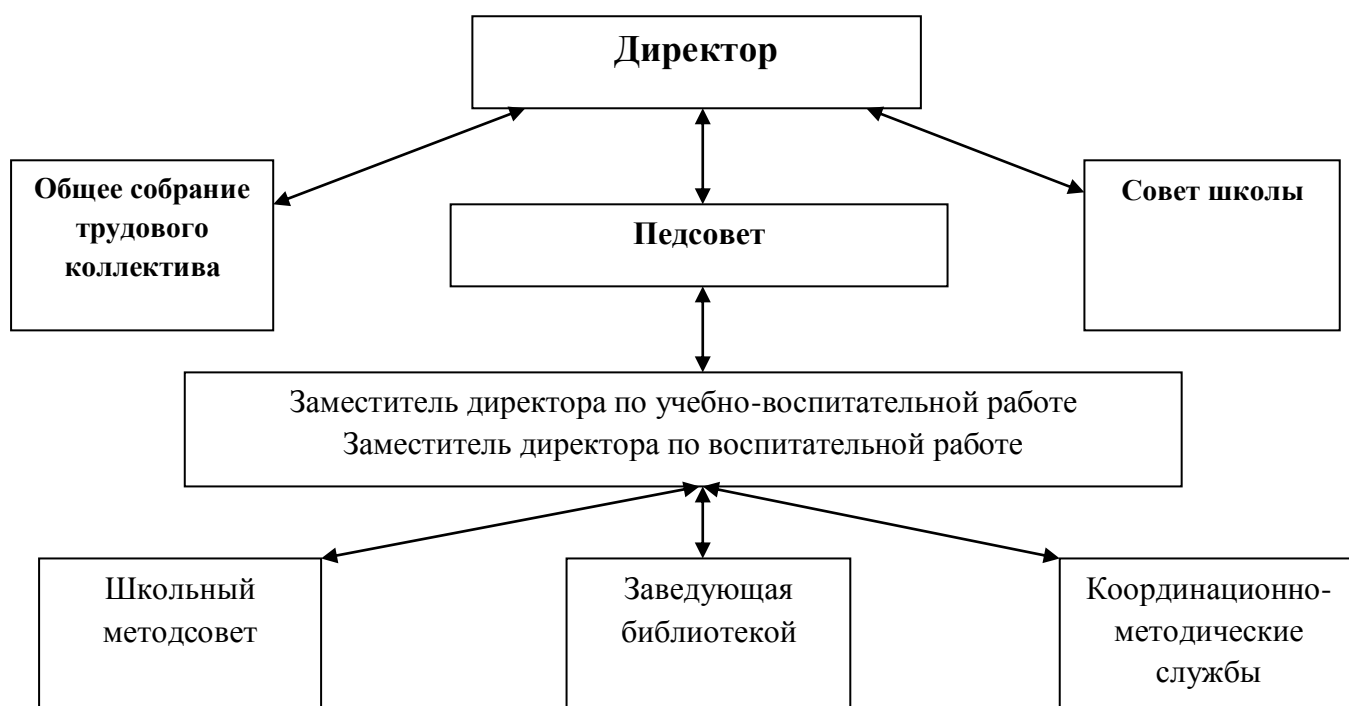 Директор
Общее собрание
трудового
коллектива
Педсовет
Совет школы
Заместитель директора по учебно-воспитательной работе
Заместитель директора по воспитательной работе
Школьный
методсовет
Заведующая
библиотекой
Координационно-
методические
службы